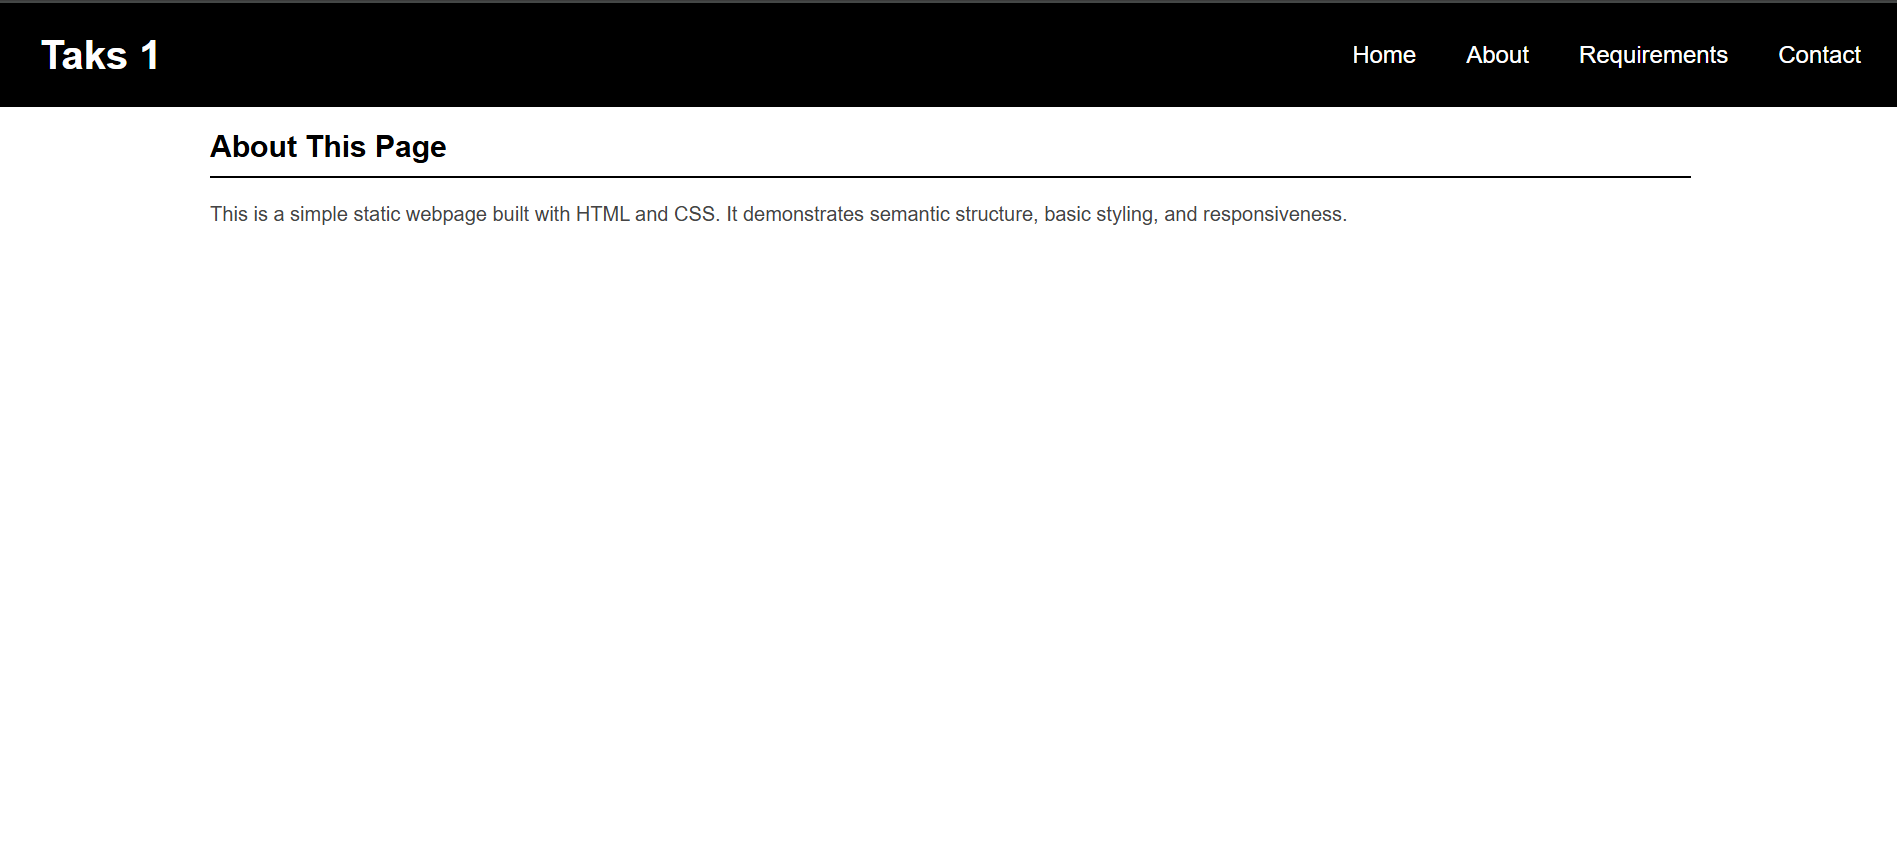 Taks 1
Home About Requirements Contact
About This Page
This is a simple static webpage built with HTML and CSS. It demonstrates semantic structure, basic styling, and responsiveness.